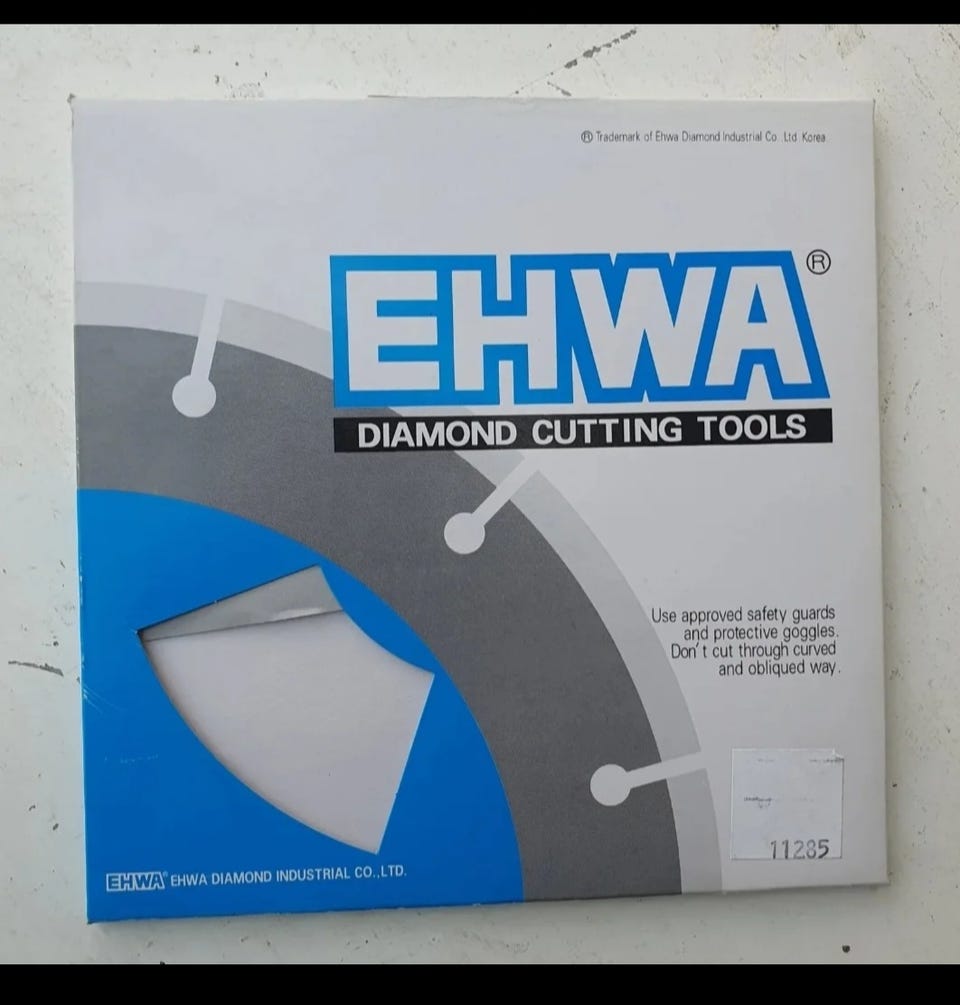 ® Trademark of Ehwa Diamond Industrial Co., Ltd. Korea.
EHWA®
DIAMOND CUTTING TOOLS
Use approved safety guards
and protective goggles.
Don't cut through curved
and obliqued way.
11285
EHWA® EHWA DIAMOND INDUSTRIAL CO.,LTD.